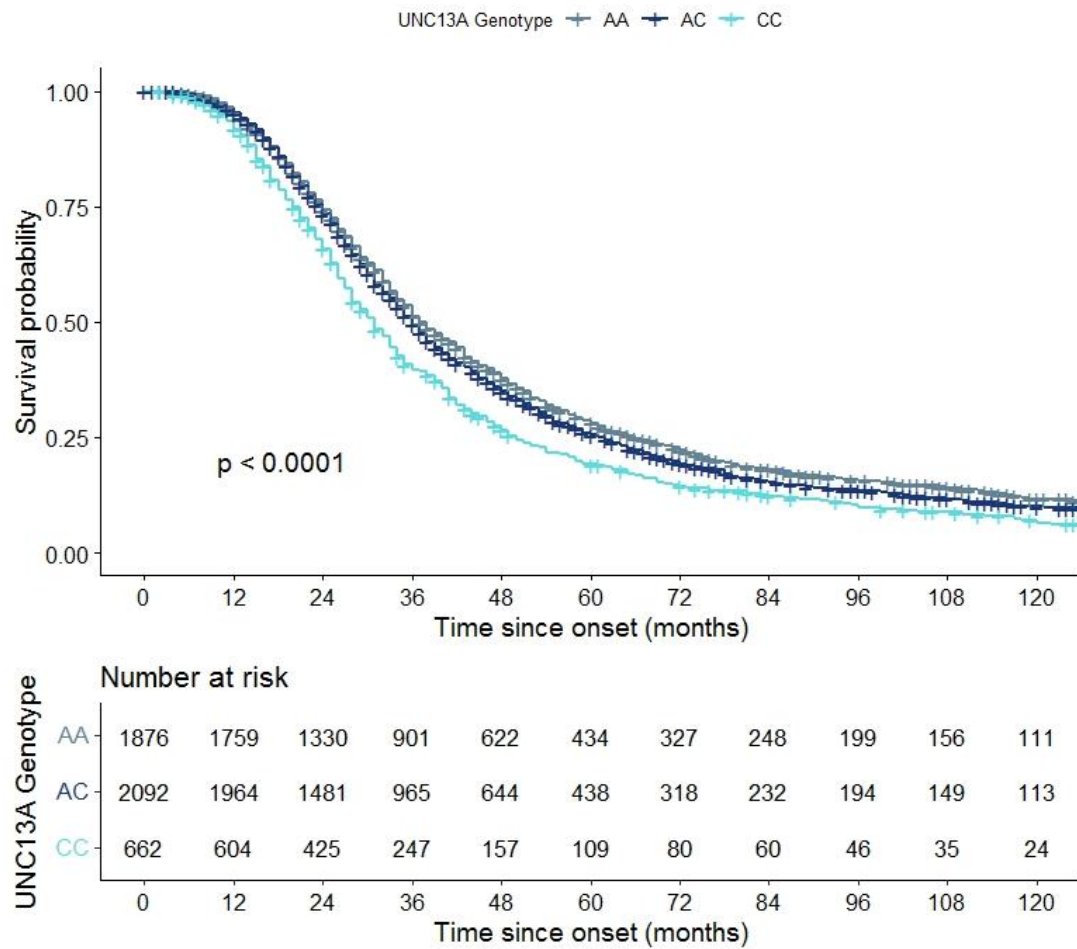 UNC13A Genotype AA AC CC
Survival probability
1.00
0.75
0.50
0.25
0.00
p < 0.0001
0 12 24 36 48 60 72 84 96 108 120
Time since onset (months)
Number at risk
UNC13A Genotype
AA 1876 1759 1330 901 622 434 327 248 199 156 111
AC 2092 1964 1481 965 644 438 318 232 194 149 113
CC 662 604 425 247 157 109 80 60 46 35 24
0 12 24 36 48 60 72 84 96 108 120
Time since onset (months)